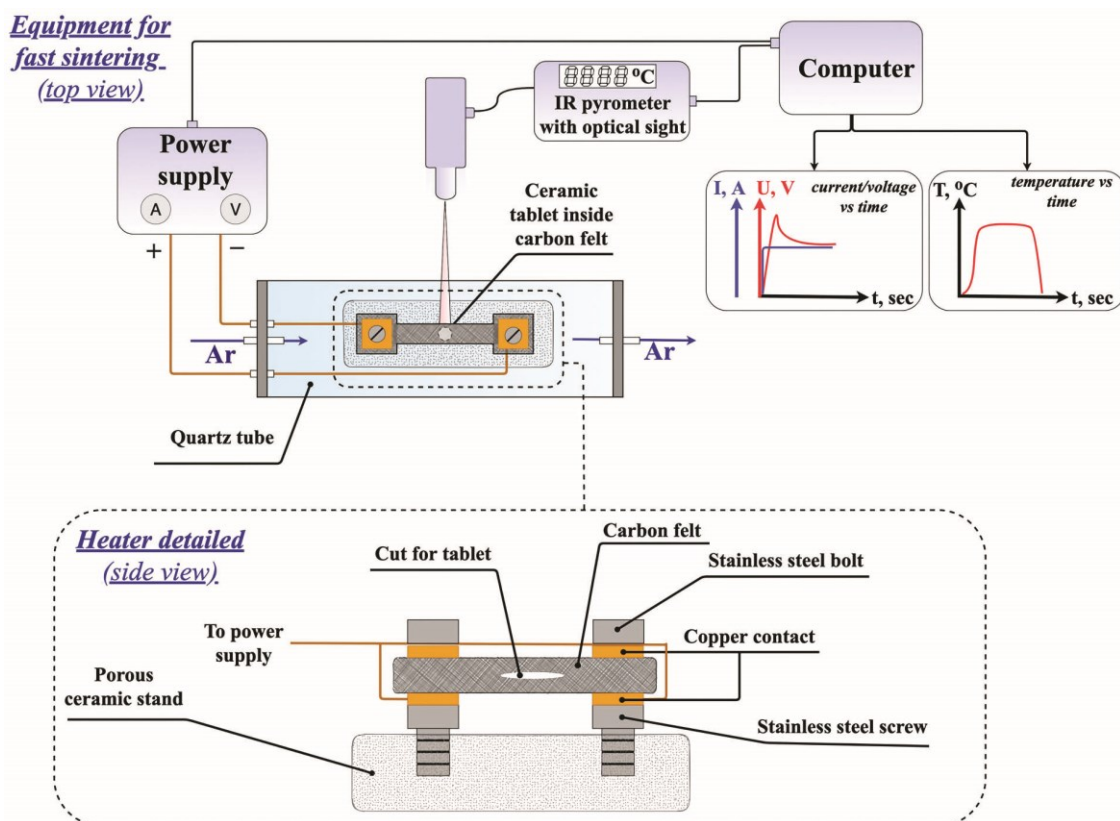 Equipment for
fast sintering
(top view)
Power
supply
A
V
+
−
8888 °C
IR pyrometer
with optical sight
Computer
I, A
U, V
current/voltage
vs time
t, sec
T, °C
temperature vs
time
t, sec
Ceramic
tablet inside
carbon felt
Ar
Ar
Quartz tube
Heater detailed
(side view)
Cut for tablet
Carbon felt
Stainless steel bolt
To power
supply
Copper contact
Porous
ceramic stand
Stainless steel screw